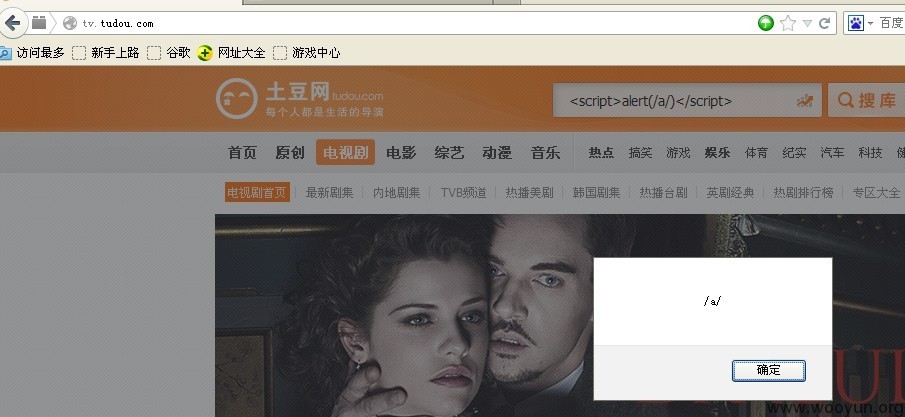 tv.tudou.com
百度
访问最多 新手上路 谷歌 网址大全 游戏中心
土豆网 tudou.com
每个人都是生活的导演
<script>alert(/a/)</script>
搜库
首页 原创 电视剧 电影 综艺 动漫 音乐 热点 搞笑 游戏 娱乐 体育 纪实 汽车 科技
电视剧首页 最新剧集 内地剧集 TVB频道 热播美剧 韩国剧集 热播台剧 英剧经典 热剧排行榜 专区大全
/a/
确定
www.wooyun.org